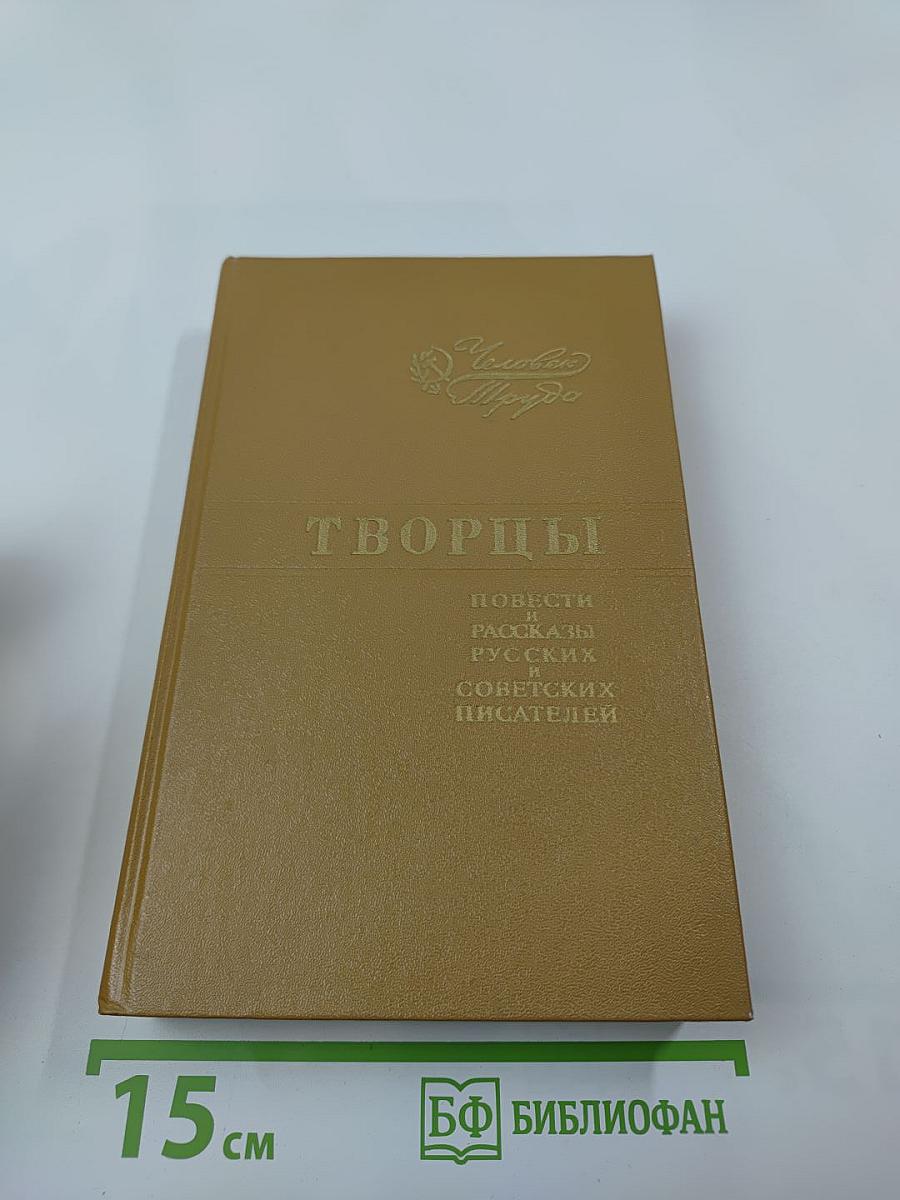 Человек
Труда
ТВОРЦЫ
ПОВЕСТИ
и
РАССКАЗЫ
РУССКИХ
и
СОВЕТСКИХ
ПИСАТЕЛЕЙ
15 см
БФ БИБЛИОФАН